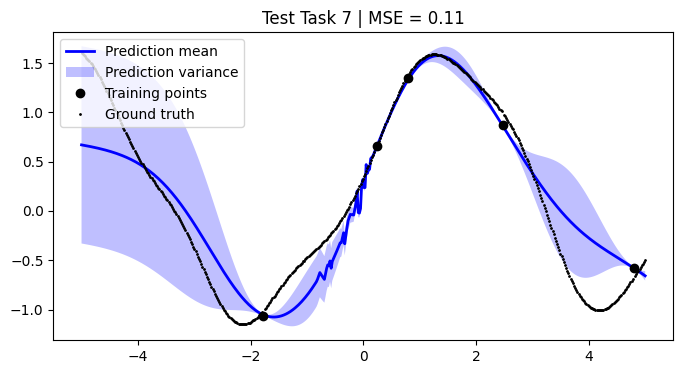 Test Task 7 | MSE = 0.11
Prediction mean
Prediction variance
Training points
Ground truth
1.5
1.0
0.5
0.0
−0.5
−1.0
−4
−2
0
2
4